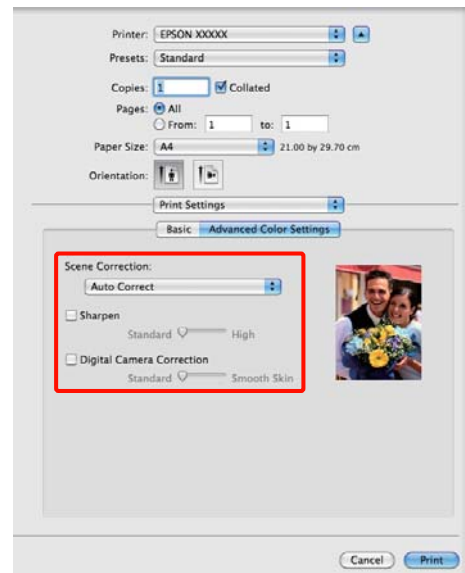 Printer: EPSON XXXXX
Presets: Standard
Copies: 1 Collated
Pages: All
From: 1 to: 1
Paper Size: A4 21.00 by 29.70 cm
Orientation:
Print Settings
Basic Advanced Color Settings
Scene Correction:
Auto Correct
Sharpen
Standard High
Digital Camera Correction
Standard Smooth Skin
Cancel Print